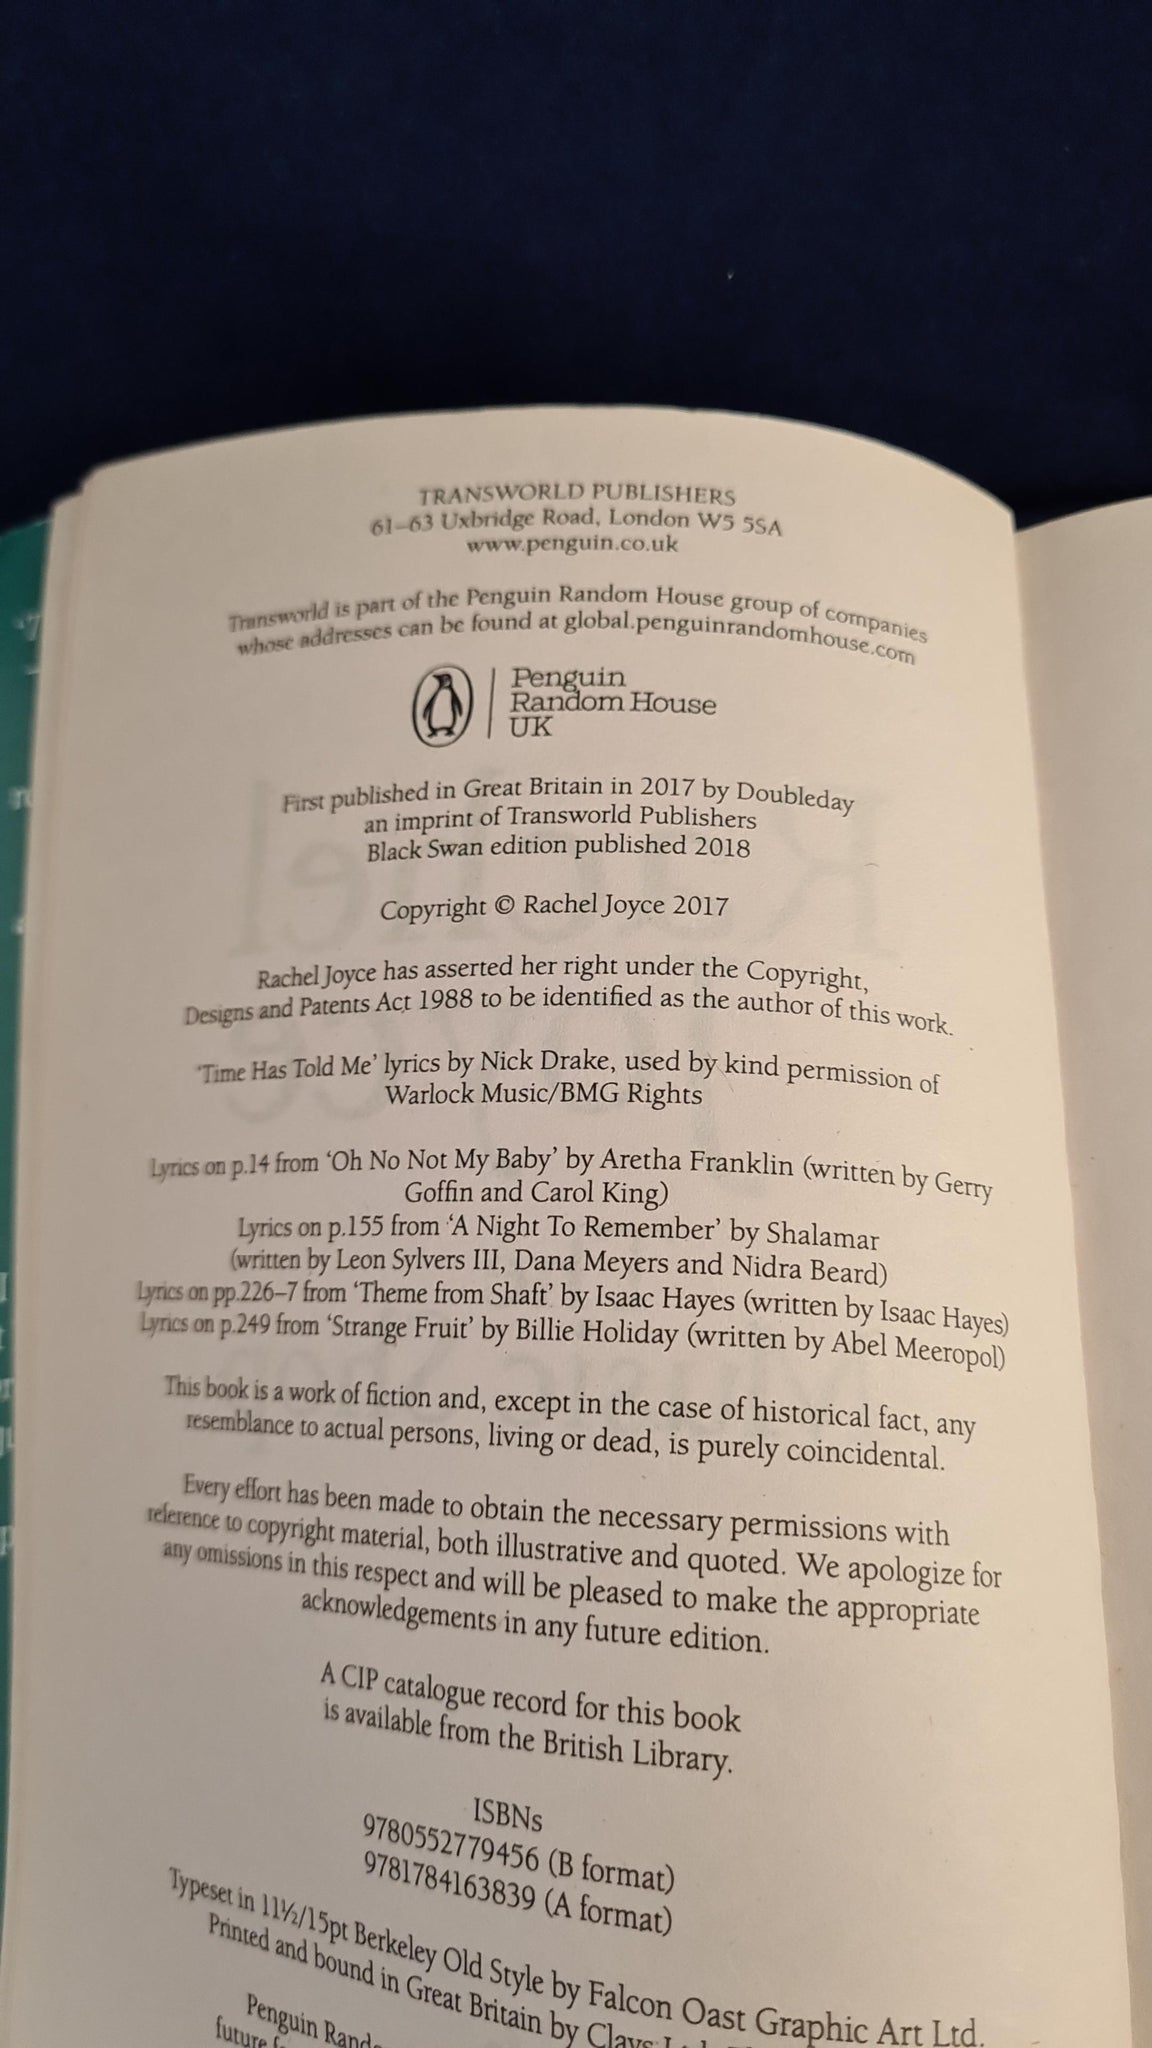 TRANSWORLD PUBLISHERS
61–63 Uxbridge Road, London W5 5SA
www.penguin.co.uk
Transworld is part of the Penguin Random House group of companies
whose addresses can be found at global.penguinrandomhouse.com
Penguin
Random House
UK
First published in Great Britain in 2017 by Doubleday
an imprint of Transworld Publishers
Black Swan edition published 2018
Copyright © Rachel Joyce 2017
Rachel Joyce has asserted her right under the Copyright,
Designs and Patents Act 1988 to be identified as the author of this work.
'Time Has Told Me' lyrics by Nick Drake, used by kind permission of
Warlock Music/BMG Rights
Lyrics on p.14 from 'Oh No Not My Baby' by Aretha Franklin (written by Gerry
Goffin and Carol King)
Lyrics on p.155 from 'A Night To Remember' by Shalamar
(written by Leon Sylvers III, Dana Meyers and Nidra Beard)
Lyrics on pp.226–7 from 'Theme from Shaft' by Isaac Hayes (written by Isaac Hayes)
Lyrics on p.249 from 'Strange Fruit' by Billie Holiday (written by Abel Meeropol)
This book is a work of fiction and, except in the case of historical fact, any
resemblance to actual persons, living or dead, is purely coincidental.
Every effort has been made to obtain the necessary permissions with
reference to copyright material, both illustrative and quoted. We apologize for
any omissions in this respect and will be pleased to make the appropriate
acknowledgements in any future edition.
A CIP catalogue record for this book
is available from the British Library.
ISBNs
9780552779456 (B format)
9781784163839 (A format)
Typeset in 11½/15pt Berkeley Old Style by Falcon Oast Graphic Art Ltd.
Printed and bound in Great Britain by Clays
Penguin
future